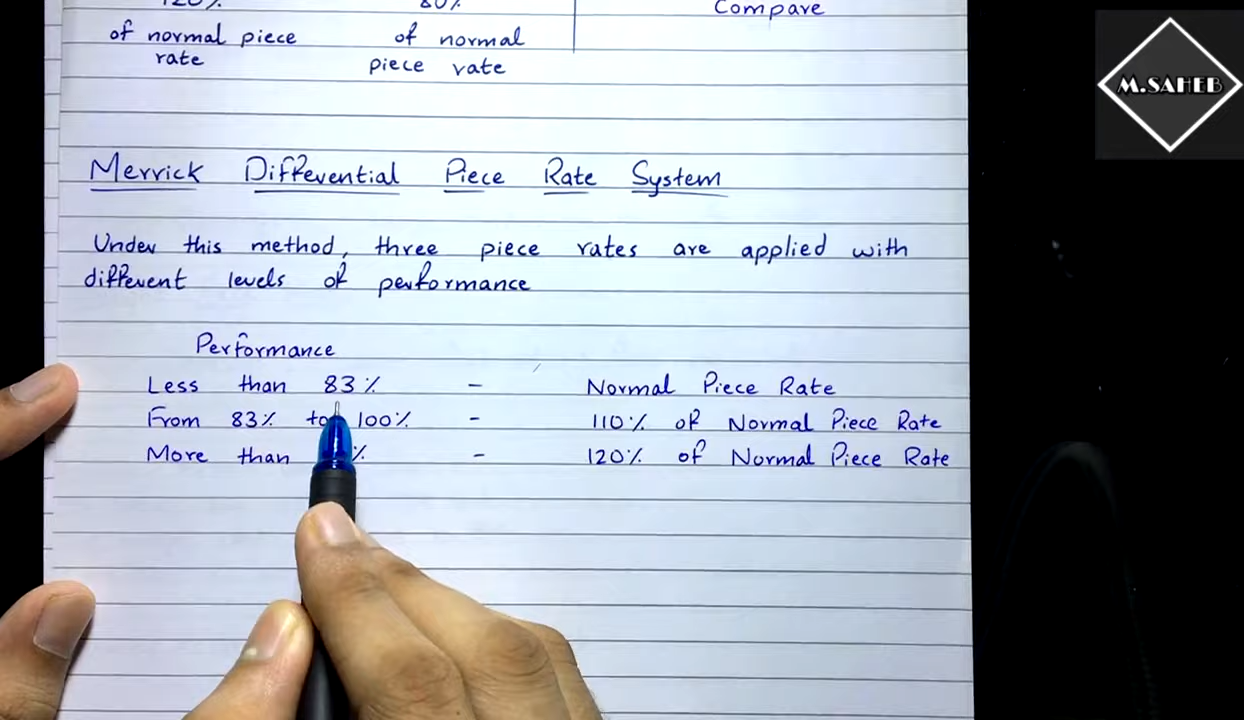 120%
80%
Compare
of normal piece
of normal
rate
piece rate
M.SAHEB
Merrick Differential Piece Rate System
Under this method, three piece rates are applied with
different levels of performance
Performance
Less than 83% - Normal Piece Rate
From 83% to 100% - 110% of Normal Piece Rate
More than % - 120% of Normal Piece Rate